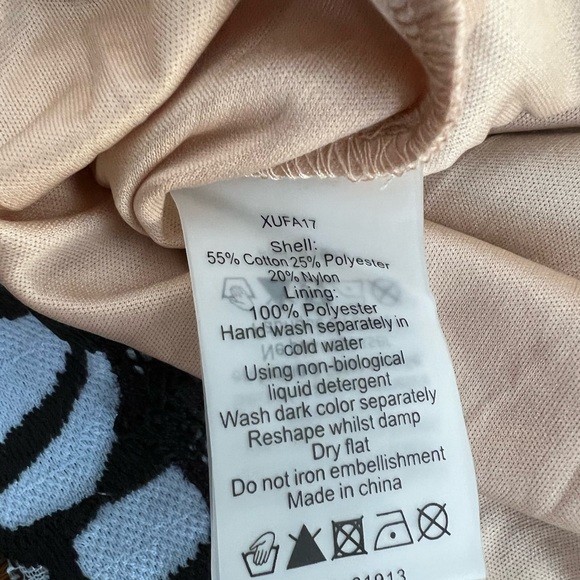 XUFA17
Shell:
55% Cotton 25% Polyester
20% Nylon
Lining:
100% Polyester
Hand wash separately in
cold water
Using non-biological
liquid detergent
Wash dark color separately
Reshape whilst damp
Dry flat
Do not iron embellishment
Made in china